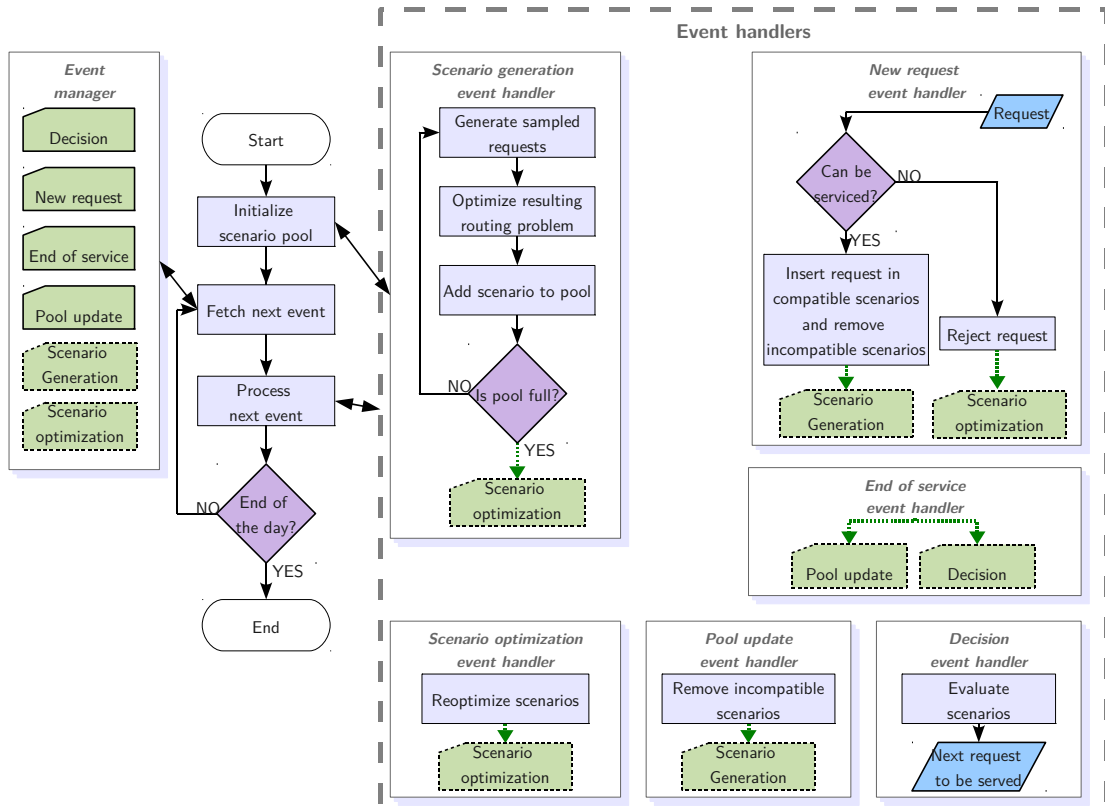 Event handlers
Event
manager
Decision
New request
End of service
Pool update
Scenario
Generation
Scenario
optimization
Start
Initialize
scenario pool
Fetch next event
Process
next event
End of
the day?
NO
YES
End
Scenario generation
event handler
Generate sampled
requests
Optimize resulting
routing problem
Add scenario to pool
Is pool full?
NO
YES
Scenario
optimization
New request
event handler
Request
Can be
serviced?
NO
YES
Insert request in
compatible scenarios
and remove
incompatible scenarios
Reject request
Scenario
Generation
Scenario
optimization
End of service
event handler
Pool update
Decision
Scenario optimization
event handler
Reoptimize scenarios
Scenario
optimization
Pool update
event handler
Remove incompatible
scenarios
Scenario
Generation
Decision
event handler
Evaluate
scenarios
Next request
to be served